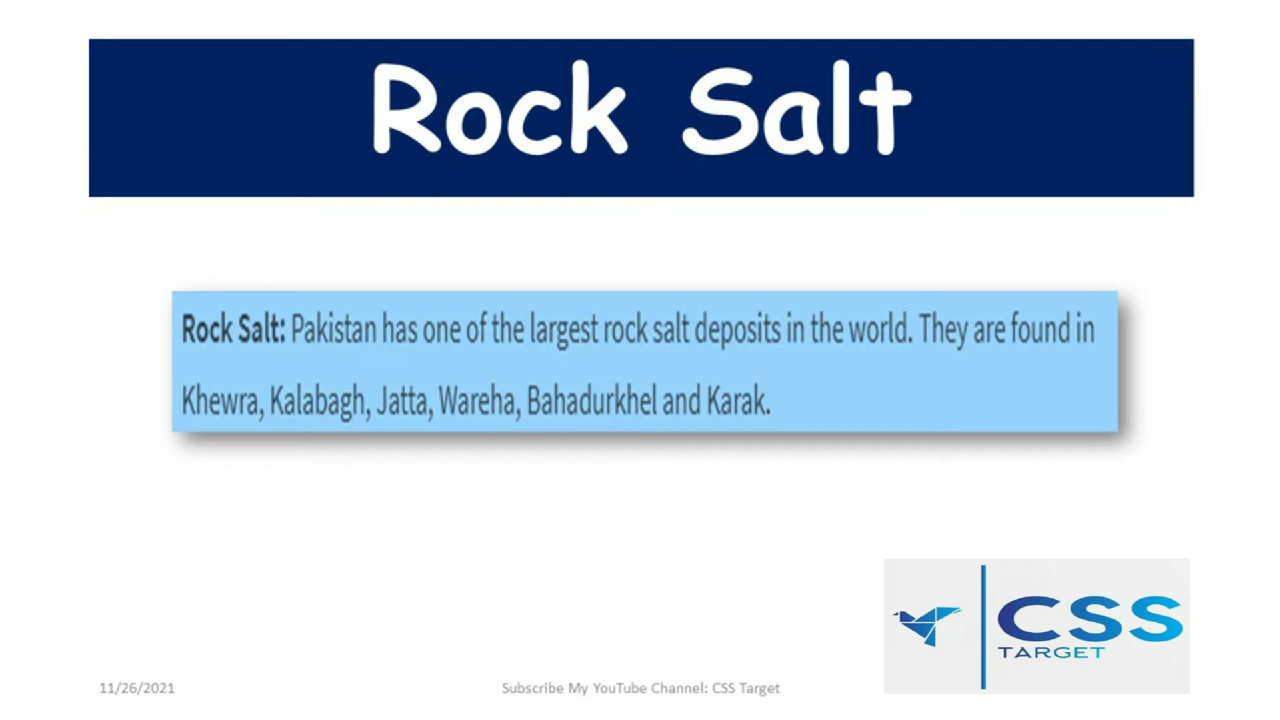 Rock Salt
Rock Salt: Pakistan has one of the largest rock salt deposits in the world. They are found in
Khewra, Kalabagh, Jatta, Wareha, Bahadurkhel and Karak.
CSS
TARGET
11/26/2021
Subscribe My YouTube Channel: CSS Target